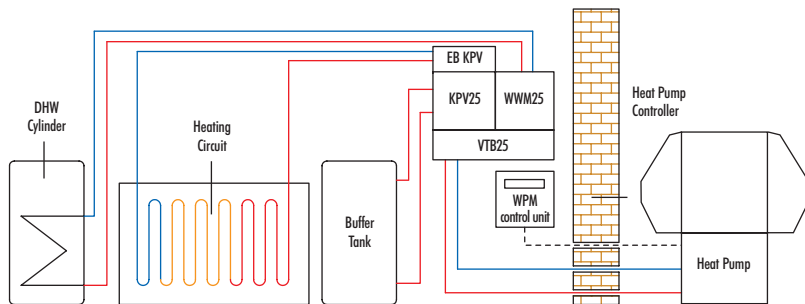 EB KPV
KPV25
WWM25
VTB25
DHW
Cylinder
Heating
Circuit
Buffer
Tank
WPM
control unit
Heat Pump
Controller
Heat Pump